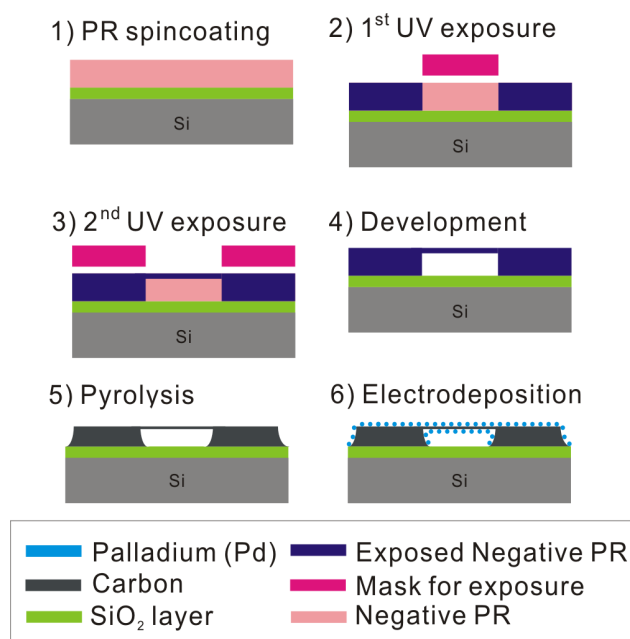 1) PR spincoating
2) 1st UV exposure
Si
Si
3) 2nd UV exposure
4) Development
Si
Si
5) Pyrolysis
6) Electrodeposition
Si
Si
Palladium (Pd)
Exposed Negative PR
Carbon
Mask for exposure
SiO2 layer
Negative PR